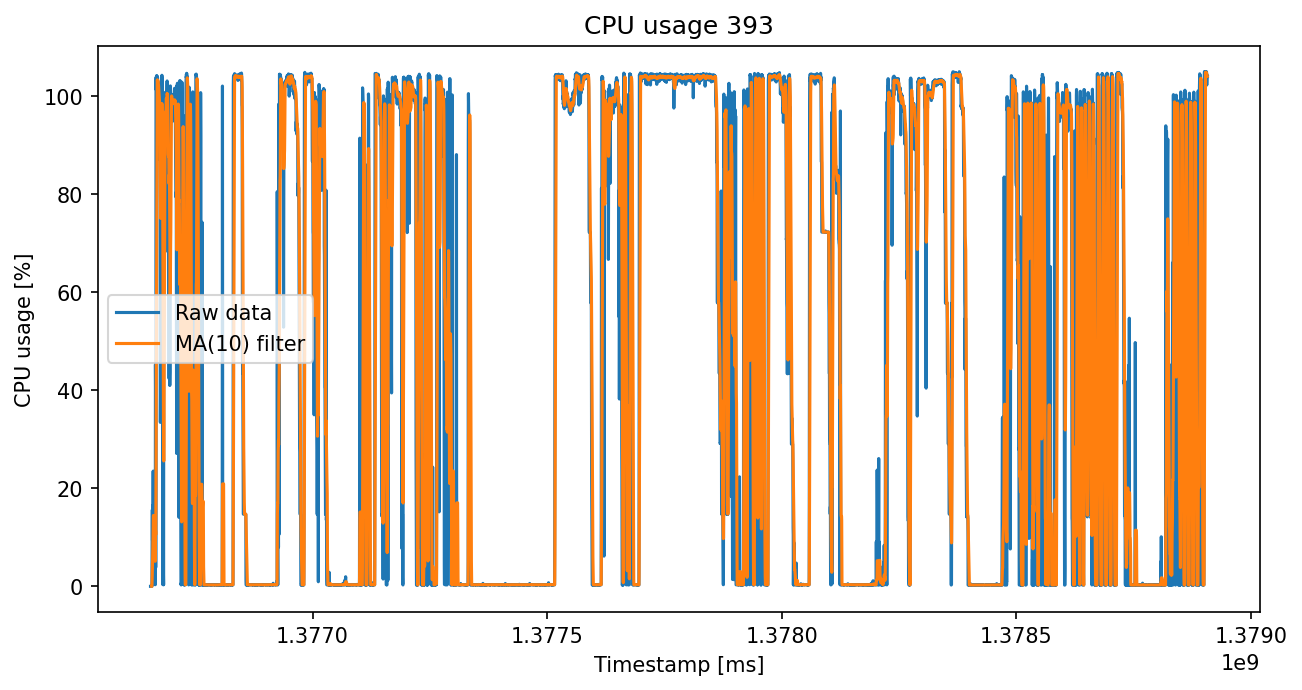 CPU usage 393
CPU usage [%]
100
80
60
40
20
0
Raw data
MA(10) filter
1.3770
1.3775
1.3780
1.3785
1.3790
1e9
Timestamp [ms]